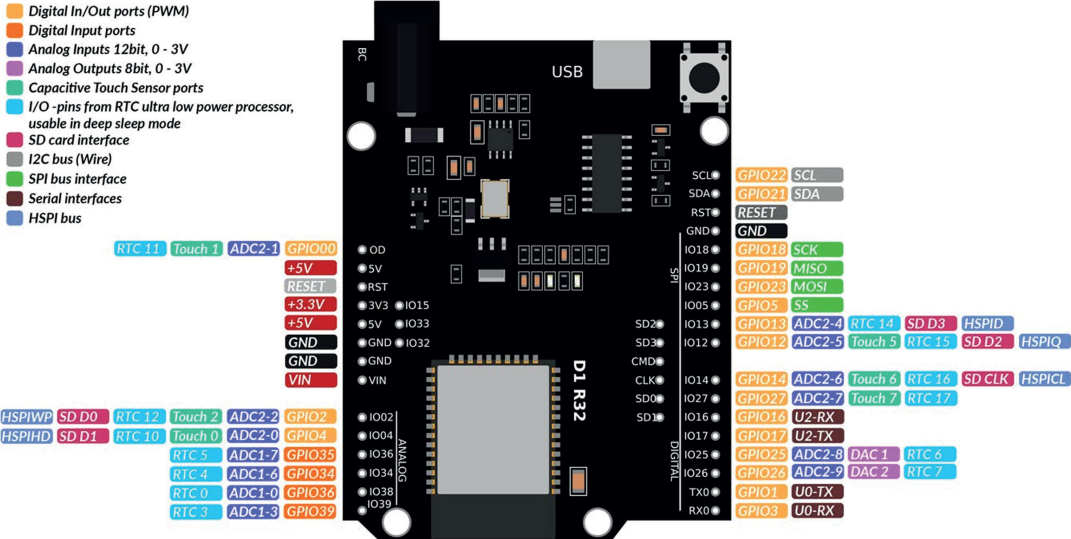 Digital In/Out ports (PWM)
Digital Input ports
Analog Inputs 12bit, 0 - 3V
Analog Outputs 8bit, 0 - 3V
Capacitive Touch Sensor ports
I/O -pins from RTC ultra low power processor,
usable in deep sleep mode
SD card interface
I2C bus (Wire)
SPI bus interface
Serial interfaces
HSPI bus
RTC 11 Touch 1 ADC2-1 GPIO00
+5V
RESET
+3.3V
+5V
GND
GND
VIN
HSPIWP SD D0 RTC 12 Touch 2 ADC2-2 GPIO2
HSPIHD SD D1 RTC 10 Touch 0 ADC2-0 GPIO4
RTC 5 ADC1-7 GPIO35
RTC 4 ADC1-6 GPIO34
RTC 0 ADC1-0 GPIO36
RTC 3 ADC1-3 GPIO39
BC
USB
OD
5V
RST
3V3 IO15
5V IO33
GND IO32
GND
VIN
IO02
IO04
IO36
IO34
IO38
IO39
ANALOG
D1 R32
SD2
SD3
CMD
CLK
SD0
SD1
SPI
DIGITAL
SCL
SDA
RST
GND
IO18
IO19
IO23
IO05
IO13
IO12
IO14
IO27
IO16
IO17
IO25
IO26
TX0
RX0
GPIO22 SCL
GPIO21 SDA
RESET
GND
GPIO18 SCK
GPIO19 MISO
GPIO23 MOSI
GPIO5 SS
GPIO13 ADC2-4 RTC 14 SD D3 HSPID
GPIO12 ADC2-5 Touch 5 RTC 15 SD D2 HSPIQ
GPIO14 ADC2-6 Touch 6 RTC 16 SD CLK HSPICL
GPIO27 ADC2-7 Touch 7 RTC 17
GPIO16 U2-RX
GPIO17 U2-TX
GPIO25 ADC2-8 DAC 1 RTC 6
GPIO26 ADC2-9 DAC 2 RTC 7
GPIO1 U0-TX
GPIO3 U0-RX